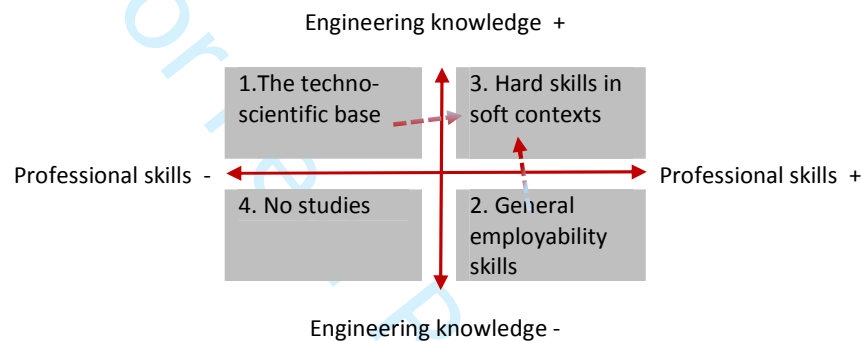 Engineering knowledge +
1.The techno-
scientific base
3. Hard skills in
soft contexts
Professional skills -
Professional skills +
4. No studies
2. General
employability
skills
Engineering knowledge -